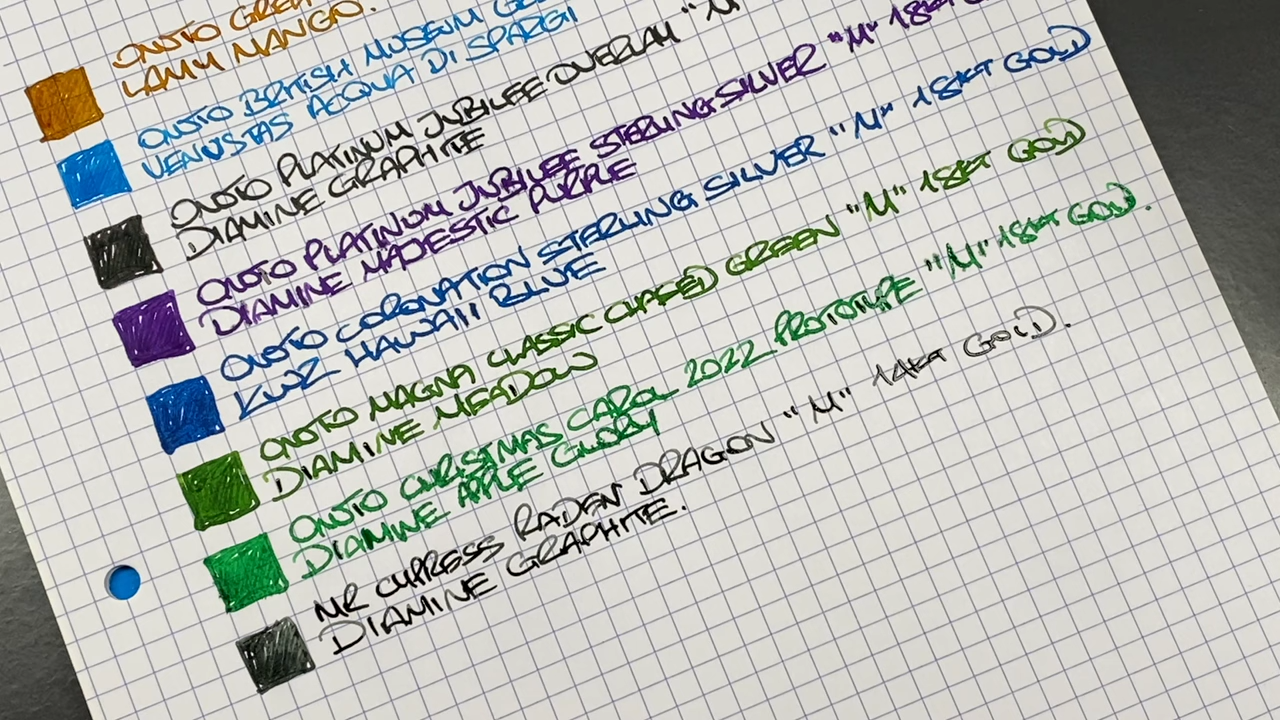 ONOTO
LAMY MANGO.
ONOTO BRITISH MUSEUM
VENUSTAS ACQUA DI SPARGI
ONOTO PLATINUM JUBILEE OVERLAY "M
DIAMINE GRAPHITE
ONOTO PLATINUM JUBILEE STERLING SILVER "M" 18KT
DIAMINE MAJESTIC PURPLE
ONOTO CORONATION STERLING SILVER "M" 18KT GOLD
KWZ HAWAII BLUE
ONOTO MAGNA CLASSIC CHASED GREEN "M" 18KT GOLD
DIAMINE MEADOW
ONOTO CHRISTMAS CAROL 2022 PROTOTYPE "M" 18KT GOLD.
DIAMINE APPLE GLORY
MR CYPRESS RADEN DRAGON "M" 14KT GOLD.
DIAMINE GRAPHITE.